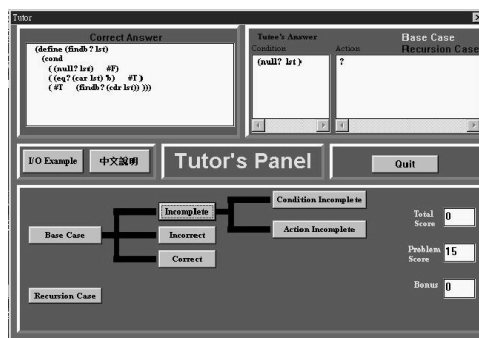 Tutor
Correct Answer
(define (findb? lst)
(cond
( (null? lst) #F)
( (eq? (car lst) 'b) #T )
( #T (findb? (cdr lst)) )))
Tutee's Answer
Condition
Action
(null? lst )
?
Base Case
Recursion Case
I/O Example
中文說明
Tutor's Panel
Quit
Base Case
Incomplete
Incorrect
Correct
Condition Incomplete
Action Incomplete
Recursion Case
Total Score
0
Problem Score
15
Bonus
0